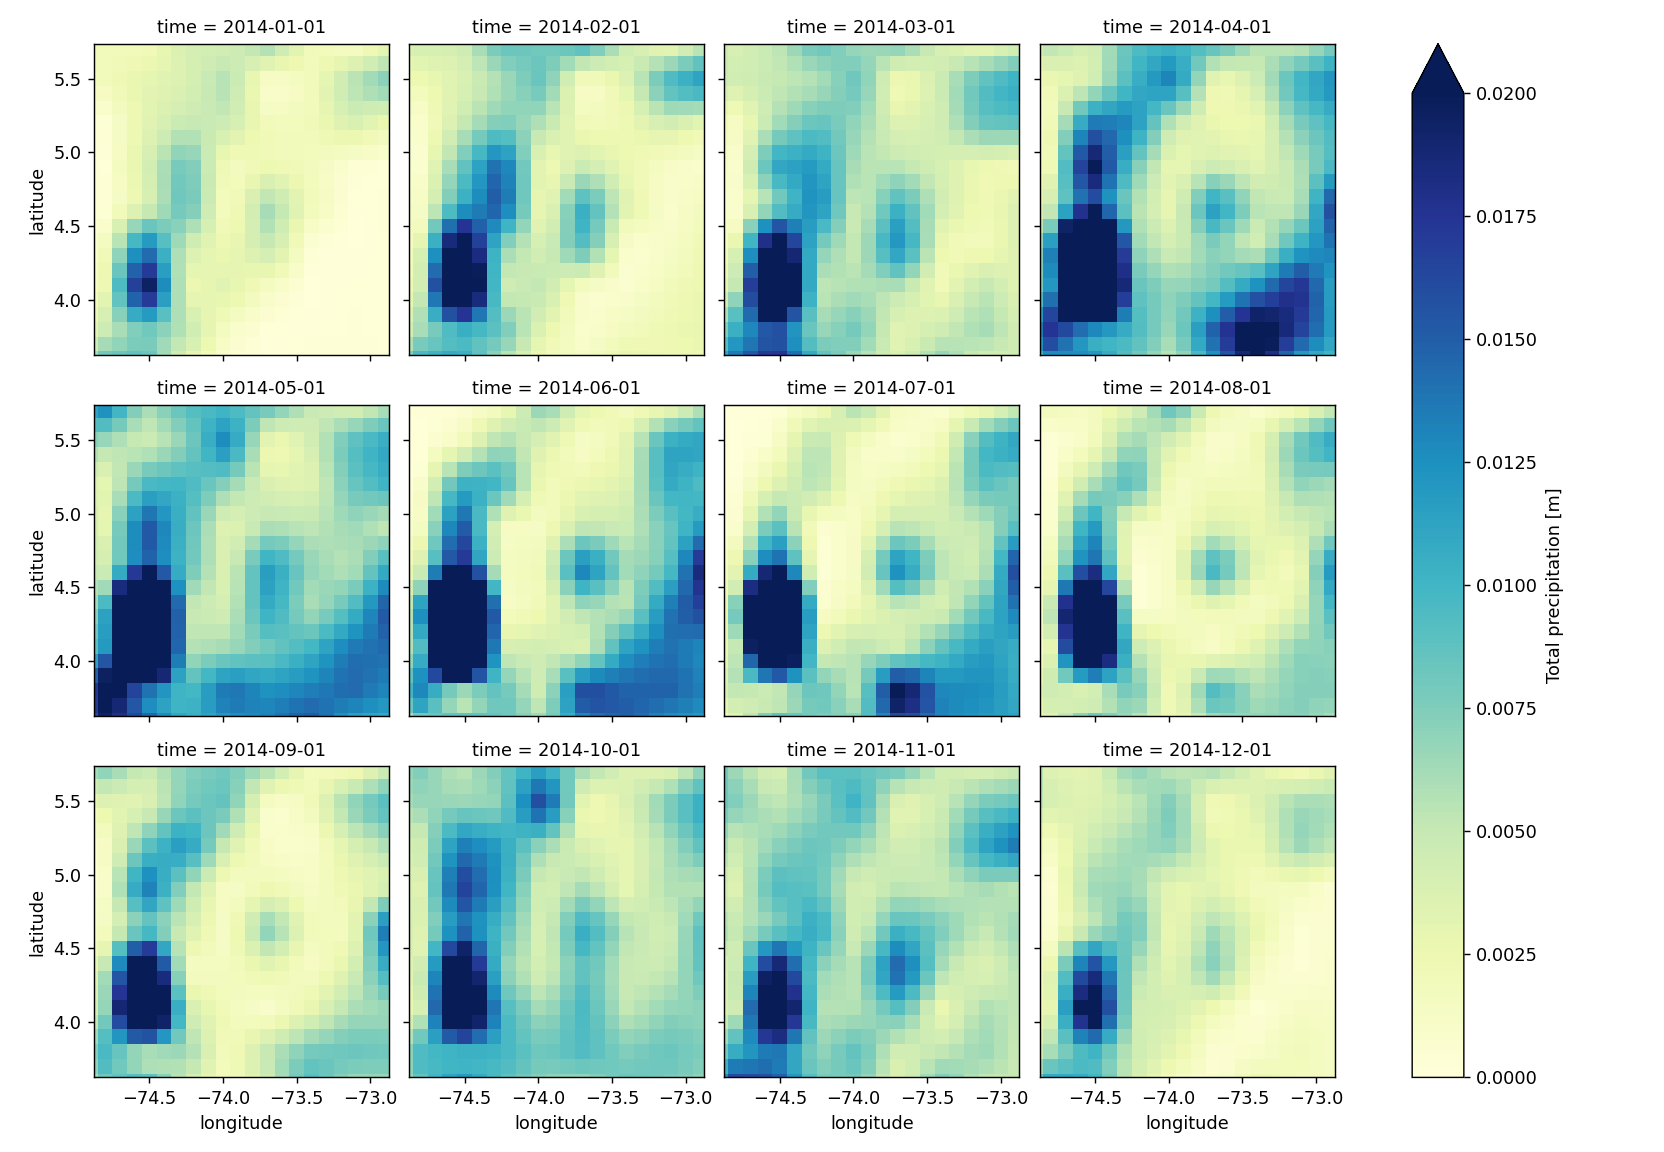 time = 2014-01-01
time = 2014-02-01
time = 2014-03-01
time = 2014-04-01
latitude
5.5
5.0
4.5
4.0
time = 2014-05-01
time = 2014-06-01
time = 2014-07-01
time = 2014-08-01
latitude
5.5
5.0
4.5
4.0
time = 2014-09-01
time = 2014-10-01
time = 2014-11-01
time = 2014-12-01
latitude
5.5
5.0
4.5
4.0
−74.5 −74.0 −73.5 −73.0
longitude
−74.5 −74.0 −73.5 −73.0
longitude
−74.5 −74.0 −73.5 −73.0
longitude
−74.5 −74.0 −73.5 −73.0
longitude
0.0200
0.0175
0.0150
0.0125
0.0100
0.0075
0.0050
0.0025
0.0000
Total precipitation [m]